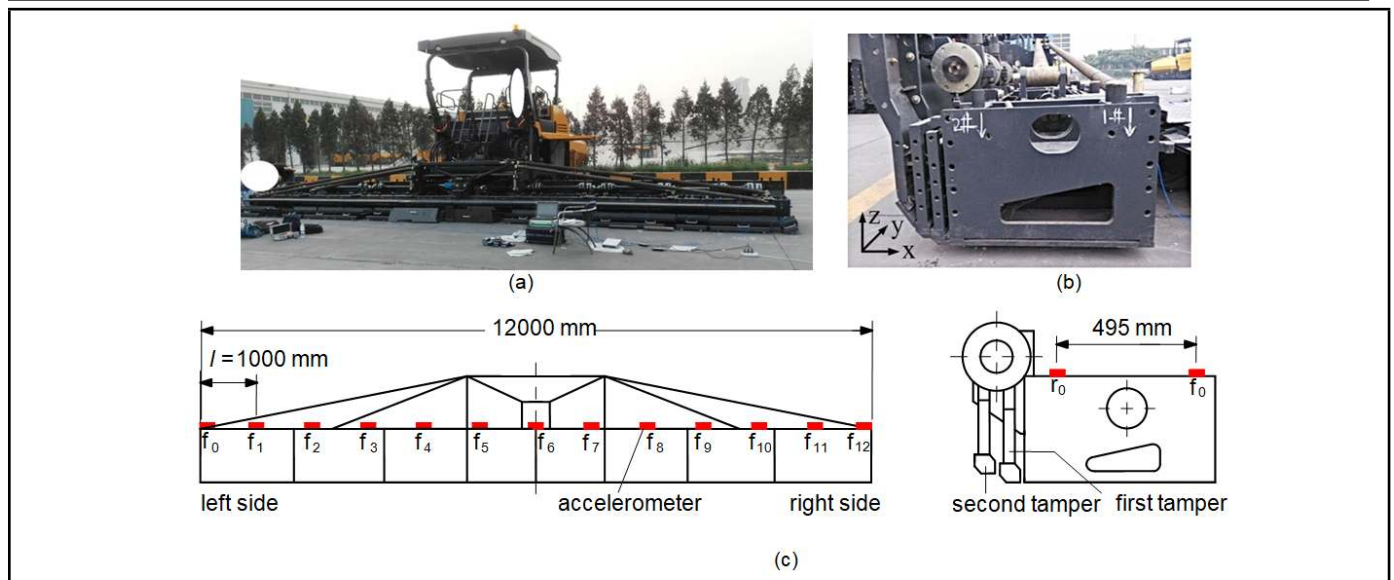 2# 1#
z
y
x
(a)
(b)
12000 mm
l = 1000 mm
f0 f1 f2 f3 f4 f5 f6 f7 f8 f9 f10 f11 f12
left side accelerometer right side
495 mm
r0 f0
second tamper first tamper
(c)